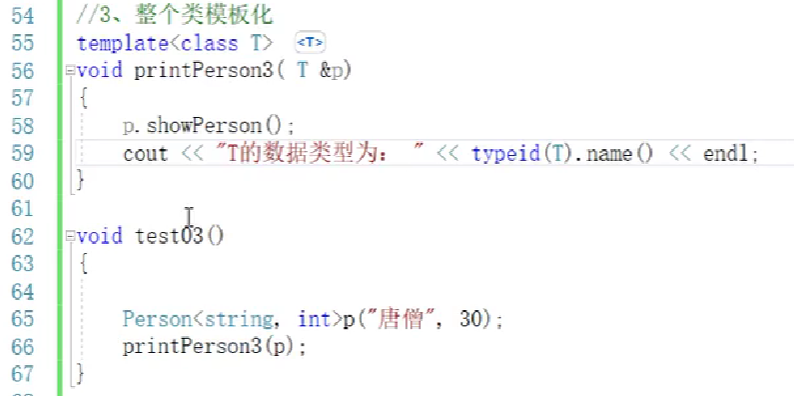 54 //3、整个类模板化
55 template<class T> <T>
56 void printPerson3( T &p)
57 {
58 p.showPerson();
59 cout << "T的数据类型为： " << typeid(T).name() << endl;
60 }
61
62 void test03()
63 {
64
65 Person<string, int>p("唐僧", 30);
66 printPerson3(p);
67 }